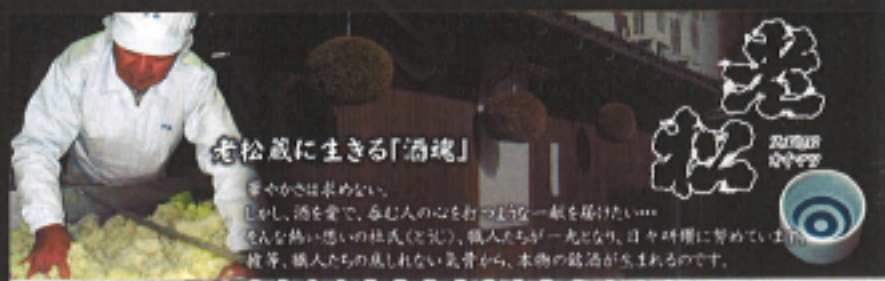 老松
老松蔵に生きる「酒魂」
華やかさは求めない。
しかし、酒を愛で、呑む人の心を打つような一献を届けたい…
そんな熱い思いの杜氏(とうじ)、職人たちが一丸となり、日々研鑽に努めています。
彼等、職人たちの飾しれない気骨から、本物の銘酒が生まれるのです。